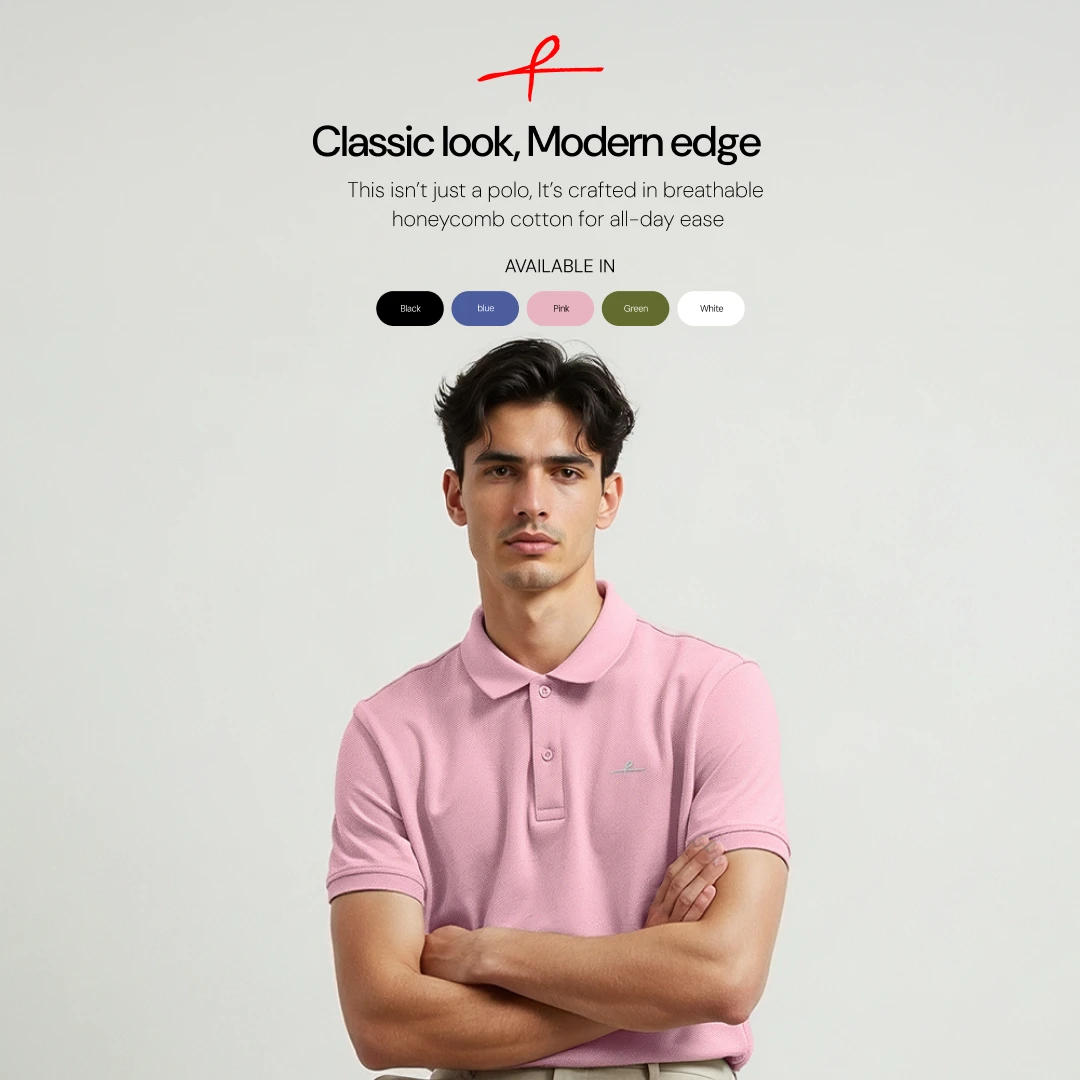 Classic look, Modern edge
This isn’t just a polo, It’s crafted in breathable
honeycomb cotton for all-day ease
AVAILABLE IN
Black blue Pink Green White